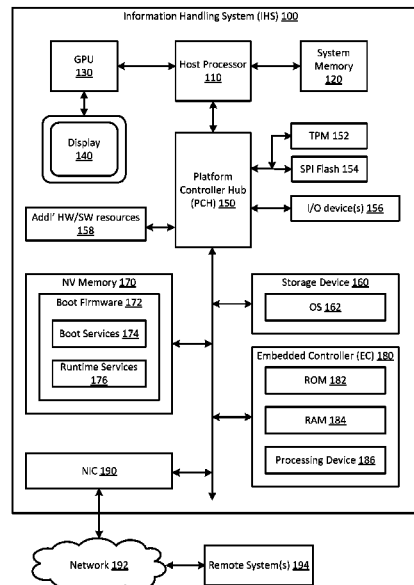 Information Handling System (IHS) 100
GPU
130
Host Processor
110
System
Memory
120
Display
140
TPM 152
SPI Flash 154
Platform
Controller Hub
(PCH) 150
I/O device(s) 156
Addl' HW/SW resources
158
NV Memory 170
Boot Firmware 172
Boot Services
174
Runtime Services
176
Storage Device 160
OS 162
Embedded Controller (EC) 180
ROM 182
RAM 184
Processing Device 186
NIC 190
Network 192
Remote System(s) 194